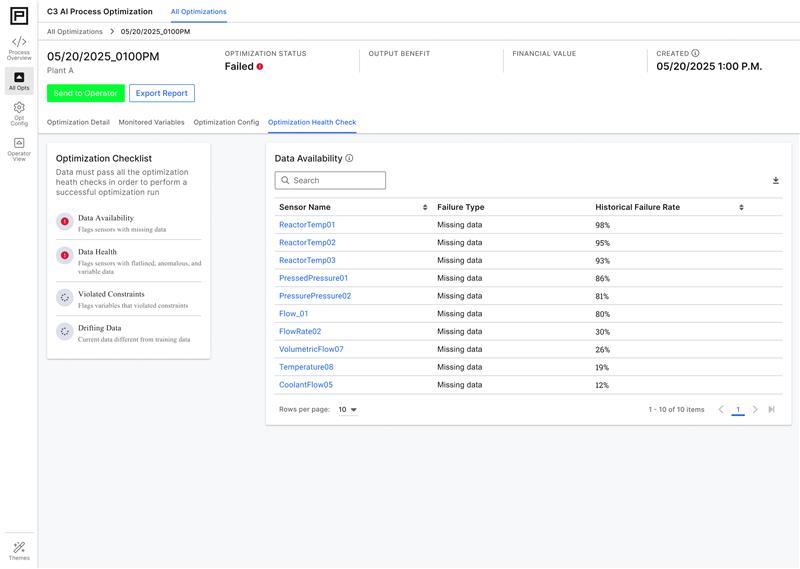 C3 AI Process Optimization
All Optimizations
All Optimizations > 05/20/2025_0100PM
Process
Overview
All Opts
Opt
Config
Operator
View
Themes
05/20/2025_0100PM
Plant A
OPTIMIZATION STATUS
Failed
OUTPUT BENEFIT
FINANCIAL VALUE
CREATED
05/20/2025 1:00 P.M.
Send to Operator
Export Report
Optimization Detail
Monitored Variables
Optimization Config
Optimization Health Check
Optimization Checklist
Data must pass all the optimization
heath checks in order to perform a
successful optimization run
Data Availability
Flags sensors with missing data
Data Health
Flags sensors with flatlined, anomalous, and
variable data
Violated Constraints
Flags variables that violated constraints
Drifting Data
Current data different from training data
Data Availability
Search
Sensor Name Failure Type Historical Failure Rate
ReactorTemp01 Missing data 98%
ReactorTemp02 Missing data 95%
ReactorTemp03 Missing data 93%
PressedPressure01 Missing data 86%
PressurePressure02 Missing data 81%
Flow_01 Missing data 80%
FlowRate02 Missing data 30%
VolumetricFlow07 Missing data 26%
Temperature08 Missing data 19%
CoolantFlow05 Missing data 12%
Rows per page: 10
1 - 10 of 10 items
1